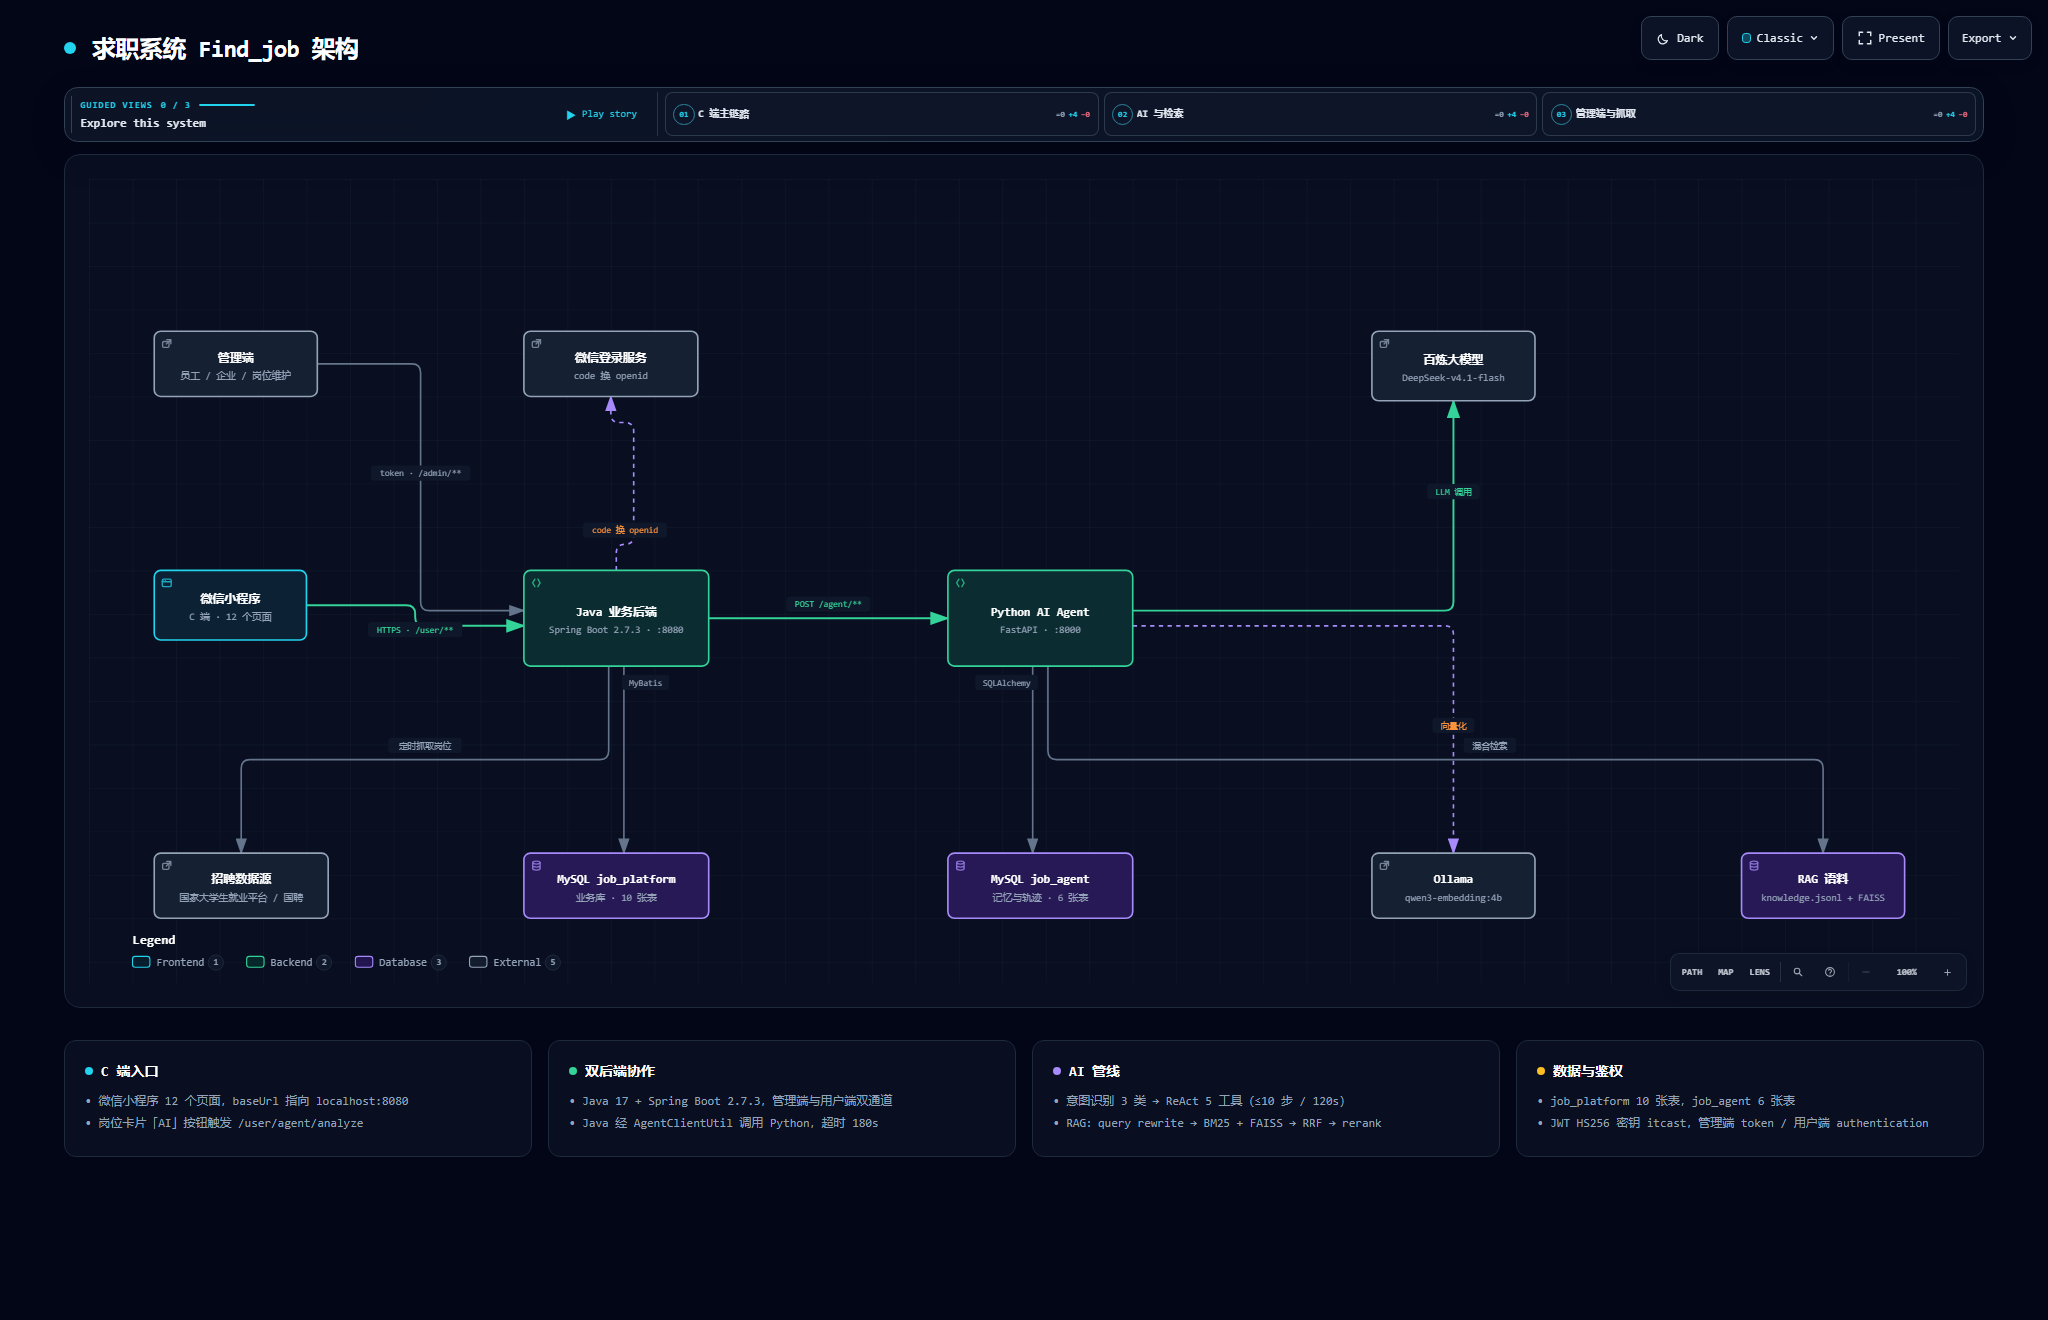 求职系统 Find_job 架构
Dark
Classic
Present
Export
GUIDED VIEWS 0 / 3
Explore this system
Play story
01 C 端主链路 =0 +4 -0
02 AI 与检索 =0 +4 -0
03 管理端与抓取 =0 +4 -0
管理端
员工 / 企业 / 岗位维护
微信登录服务
code 换 openid
百炼大模型
DeepSeek-v4.1-flash
token · /admin/**
LLM 调用
code 换 openid
微信小程序
C 端 · 12 个页面
HTTPS · /user/**
Java 业务后端
Spring Boot 2.7.3 · :8080
POST /agent/**
Python AI Agent
FastAPI · :8000
MyBatis
SQLAlchemy
向量化
定时抓取岗位
混合检索
招聘数据源
国家大学生就业平台 / 国聘
MySQL job_platform
业务库 · 10 张表
MySQL job_agent
记忆与轨迹 · 6 张表
Ollama
qwen3-embedding:4b
RAG 语料
knowledge.jsonl + FAISS
Legend
Frontend 1
Backend 2
Database 3
External 5
PATH
MAP
LENS
100%
C 端入口
• 微信小程序 12 个页面, baseUrl 指向 localhost:8080
• 岗位卡片「AI」按钮触发 /user/agent/analyze
双后端协作
• Java 17 + Spring Boot 2.7.3, 管理端与用户端双通道
• Java 经 AgentClientUtil 调用 Python, 超时 180s
AI 管线
• 意图识别 3 类 → ReAct 5 工具 (≤10 步 / 120s)
• RAG: query rewrite → BM25 + FAISS → RRF → rerank
数据与鉴权
• job_platform 10 张表, job_agent 6 张表
• JWT HS256 密钥 itcast, 管理端 token / 用户端 authentication